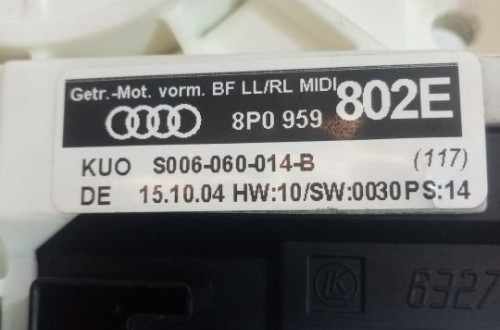 Getr.-Mot. vorm. BF LL/RL MIDI
8P0 959 802E
KUO S006-060-014-B (117)
DE 15.10.04 HW:10/SW:0030 PS:14
K
6327